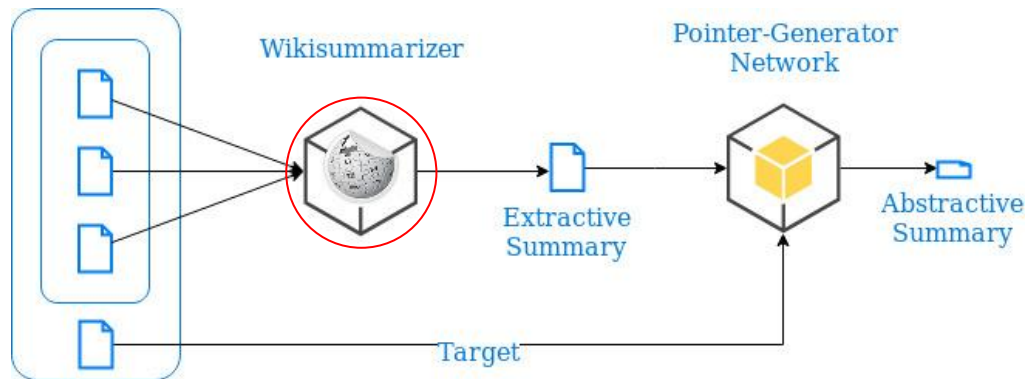 Wikisummarizer
Pointer-Generator
Network
Extractive
Summary
Abstractive
Summary
Target